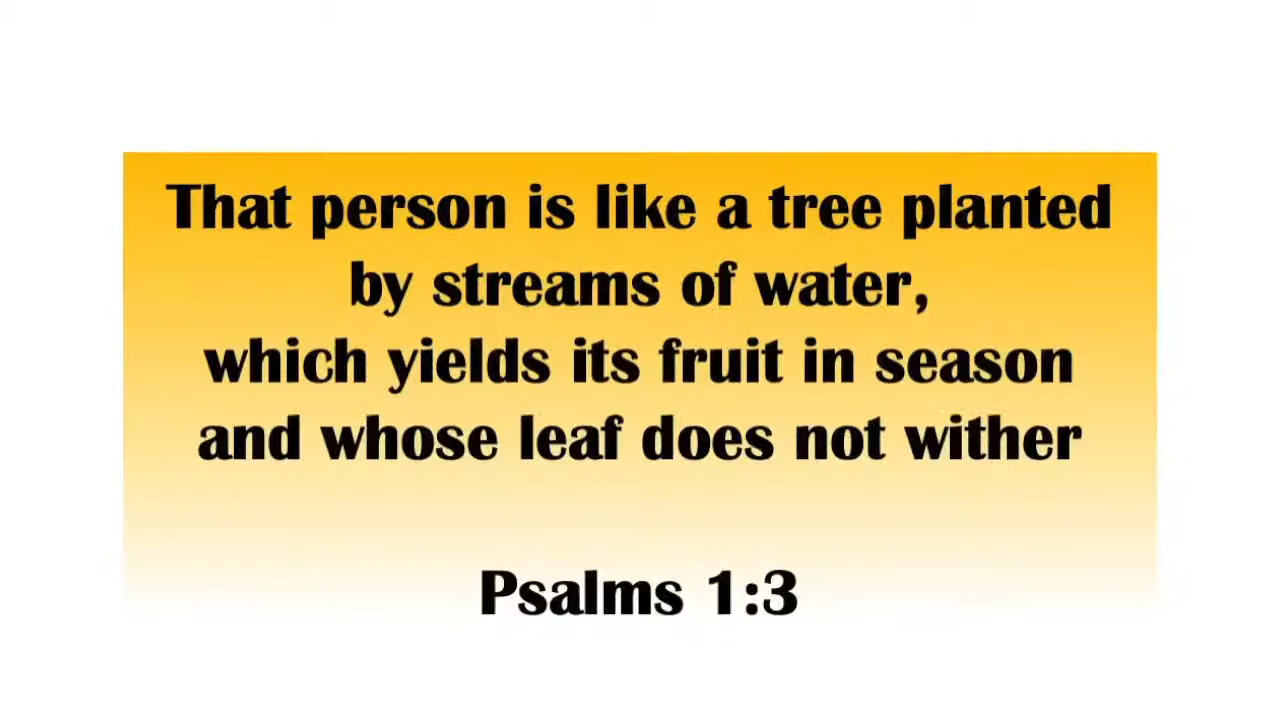 That person is like a tree planted
by streams of water,
which yields its fruit in season
and whose leaf does not wither
Psalms 1:3